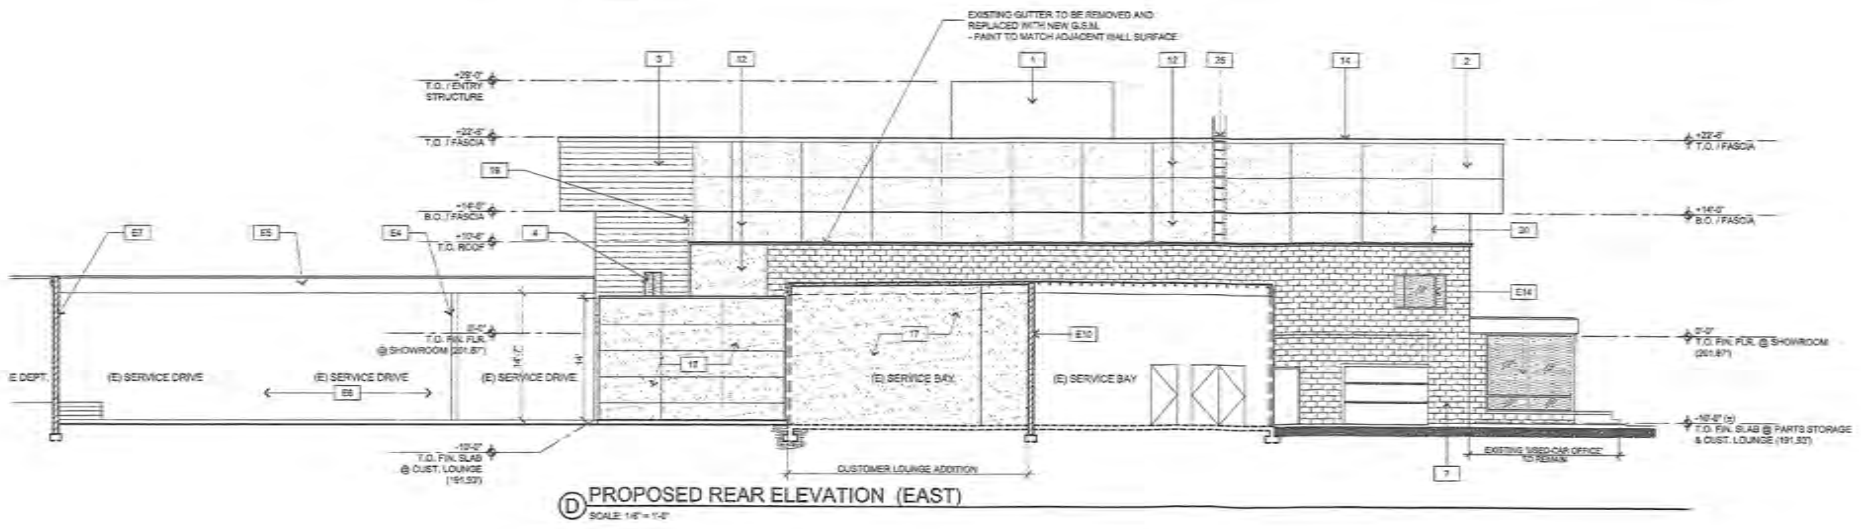 EXISTING GUTTER TO BE REMOVED AND
REPLACED WITH NEW G.S.M.
- PAINT TO MATCH ADJACENT WALL SURFACE
3
12
1
12
25
14
2
+29'-0"
T.O. / ENTRY
STRUCTURE
+22'-6"
T.O. / FASCIA
+22'-6"
T.O. / FASCIA
+14'-0"
B.O. / FASCIA
+14'-0"
B.O. / FASCIA
E7
E5
E4
+10'-6"
T.O. ROOF
4
20
E14
0'-0"
T.O. FIN. FLR.
@ SHOWROOM (201.87')
14'
17
E10
0'-0"
T.O. FIN. FLR. @ SHOWROOM
(201.87')
E DEPT.
(E) SERVICE DRIVE
(E) SERVICE DRIVE
(E) SERVICE DRIVE
(E) SERVICE BAY
(E) SERVICE BAY
T.O. FIN. SLAB
@ CUST. LOUNGE
(191.93')
-10'-0" (±)
T.O. FIN. SLAB @ PARTS STORAGE
& CUST. LOUNGE (191.93')
CUSTOMER LOUNGE ADDITION
EXISTING 'USED-CAR OFFICE'
TO REMAIN
7
D PROPOSED REAR ELEVATION (EAST)
SCALE: